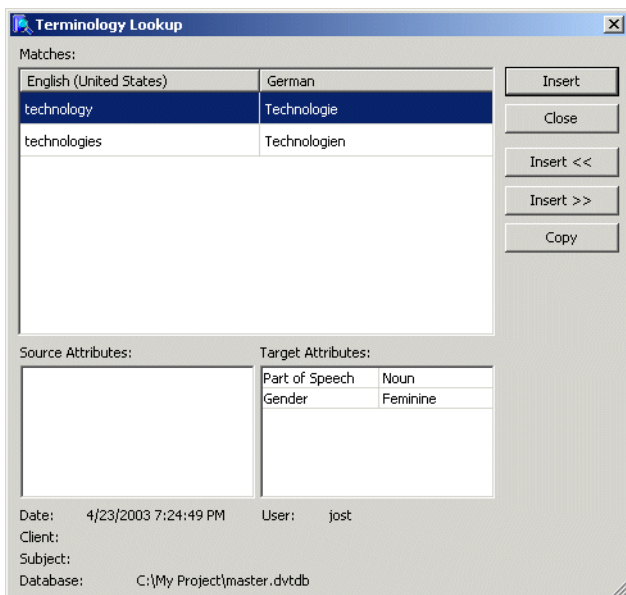 Terminology Lookup
Matches:
English (United States) German
technology Technologie
technologies Technologien
Insert
Close
Insert <<
Insert >>
Copy
Source Attributes:
Target Attributes:
Part of Speech Noun
Gender Feminine
Date: 4/23/2003 7:24:49 PM User: jost
Client:
Subject:
Database: C:\My Project\master.dvtdb